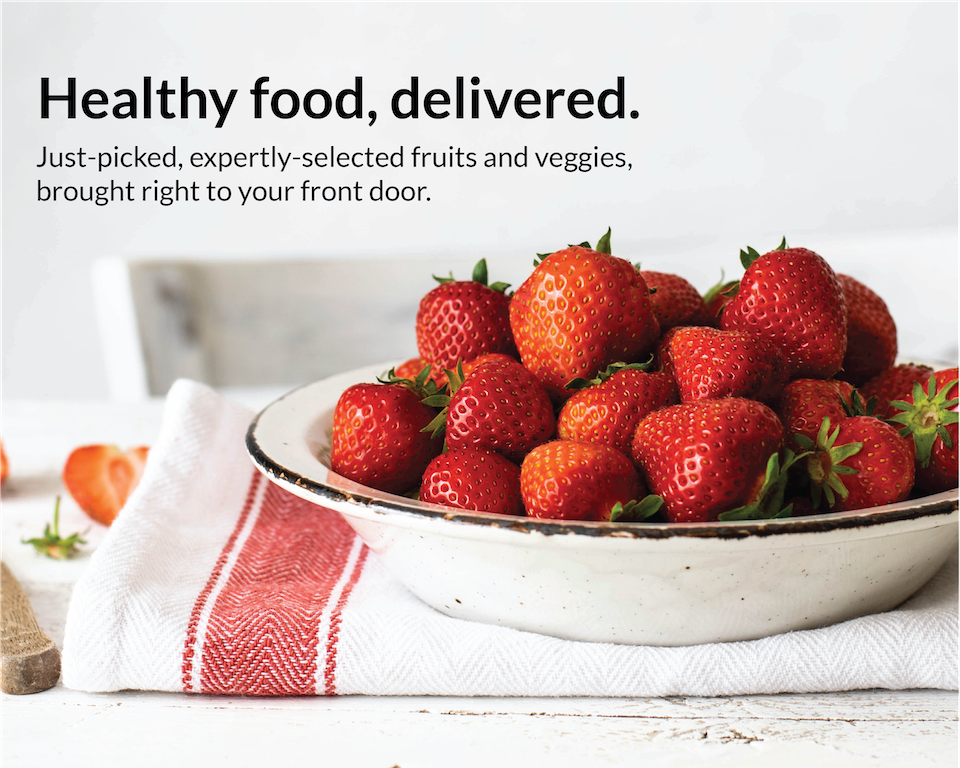 Healthy food, delivered.
Just-picked, expertly-selected fruits and veggies,
brought right to your front door.